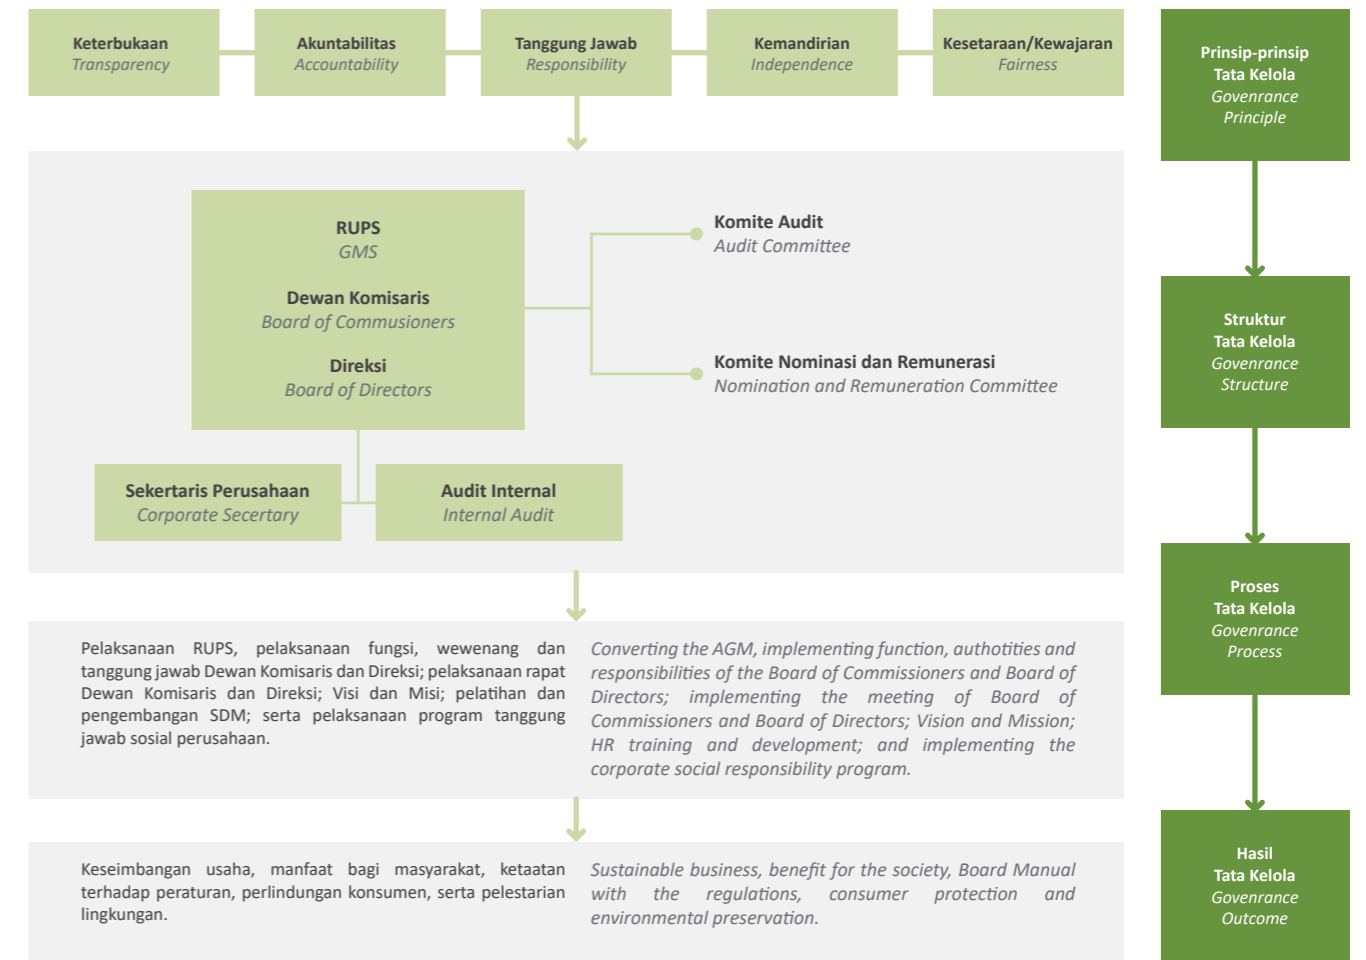 Keterbukaan
Transparency
Akuntabilitas
Accountability
Tanggung Jawab
Responsibility
Kemandirian
Independence
Kesetaraan/Kewajaran
Fairness
Prinsip-prinsip
Tata Kelola
Govenrance
Principle
RUPS
GMS
Dewan Komisaris
Board of Commusioners
Direksi
Board of Directors
Komite Audit
Audit Committee
Komite Nominasi dan Remunerasi
Nomination and Remuneration Committee
Sekertaris Perusahaan
Corporate Secertary
Audit Internal
Internal Audit
Struktur
Tata Kelola
Govenrance
Structure
Pelaksanaan RUPS, pelaksanaan fungsi, wewenang dan
tanggung jawab Dewan Komisaris dan Direksi; pelaksanaan rapat
Dewan Komisaris dan Direksi; Visi dan Misi; pelatihan dan
pengembangan SDM; serta pelaksanaan program tanggung
jawab sosial perusahaan.
Converting the AGM, implementing function, authotities and
responsibilities of the Board of Commissioners and Board of
Directors; implementing the meeting of Board of
Commissioners and Board of Directors; Vision and Mission;
HR training and development; and implementing the
corporate social responsibility program.
Proses
Tata Kelola
Govenrance
Process
Keseimbangan usaha, manfaat bagi masyarakat, ketaatan
terhadap peraturan, perlindungan konsumen, serta pelestarian
lingkungan.
Sustainable business, benefit for the society, Board Manual
with the regulations, consumer protection and
environmental preservation.
Hasil
Tata Kelola
Govenrance
Outcome